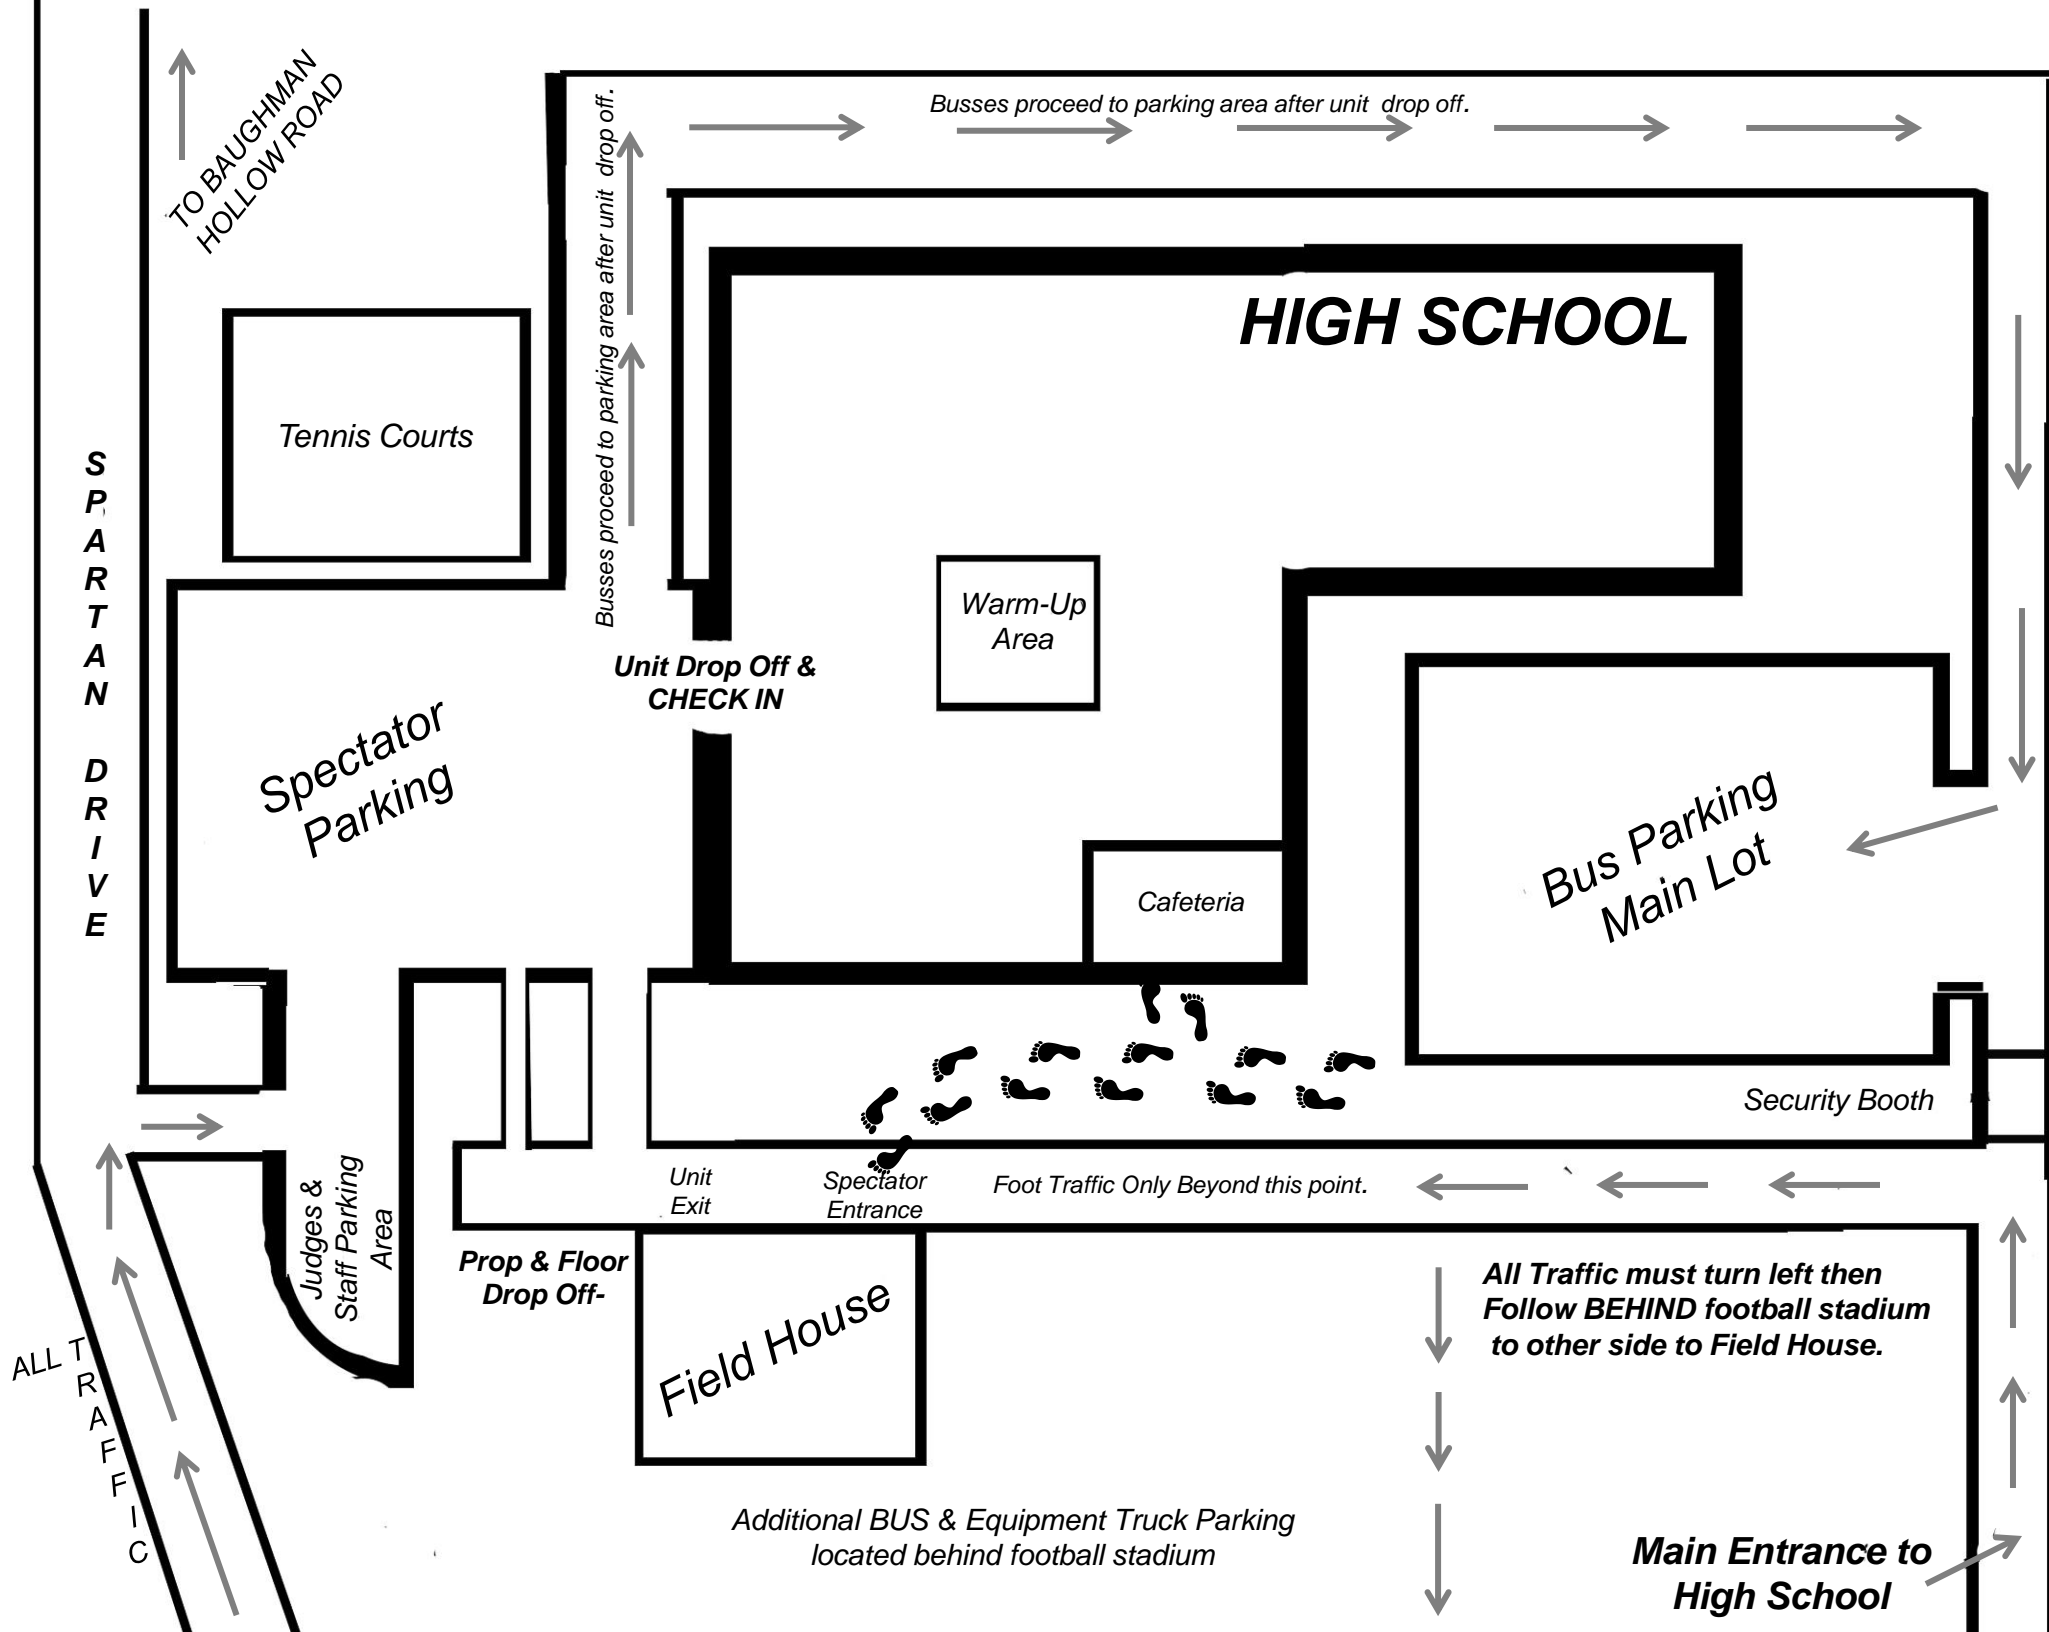 Busses proceed to parking area after unit  drop off.
TO BAUGHMAN
HOLLOW ROAD
Busses proceed to parking area after unit  drop off.
HIGH SCHOOL
Tennis Courts
SPARTAN DRIVE
Warm-Up
Area
Unit Drop Off &
CHECK IN
Spectator
Parking
Bus Parking
Main Lot
Cafeteria
Security Booth
Judges &
Staff Parking
Area
Unit
Exit
Spectator
Entrance
Foot Traffic Only Beyond this point.
Prop & Floor
Drop Off-
Field House
All Traffic must turn left then
Follow BEHIND football stadium
to other side to Field House.
ALL TRAFFIC
Additional BUS & Equipment Truck Parking
located behind football stadium
Main Entrance to
High School